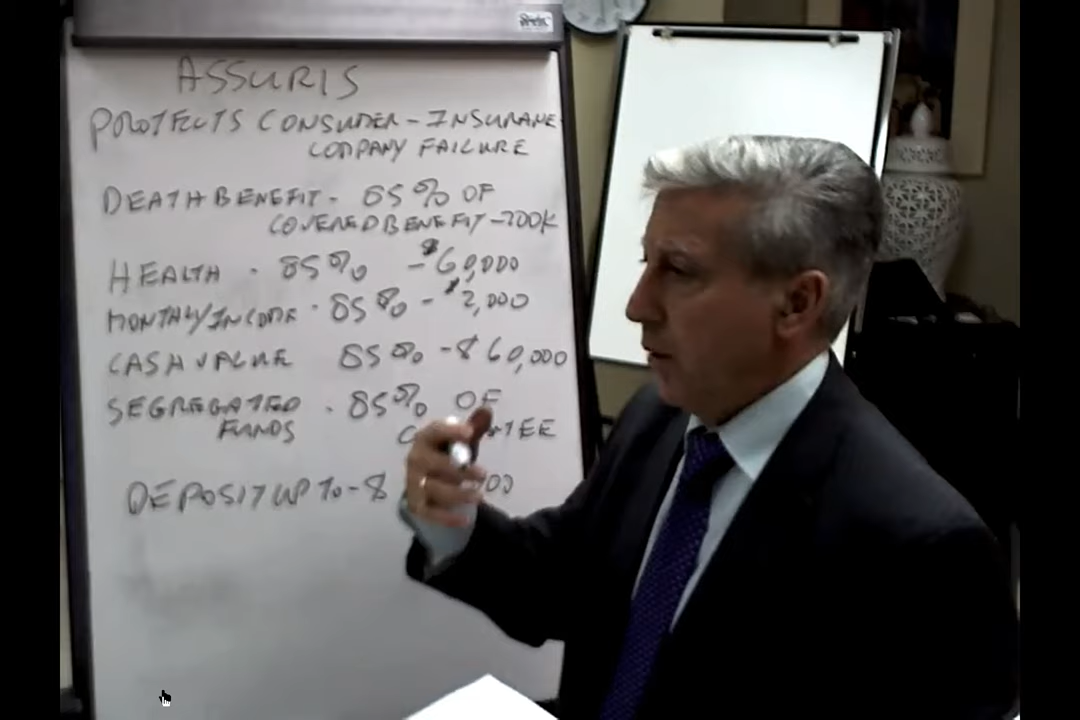 ASSURIS
PROTECTS CONSUMER - INSURANCE
COMPANY FAILURE
DEATH BENEFIT - 85% OF
COVERED BENEFIT - 200K
HEALTH - 85% - $60,000
MONTHLY INCOME - 85% - $2,000
CASH VALUE 85% - $60,000
SEGREGATED - 85% OF
FUNDS
DEPOSIT UP TO - $